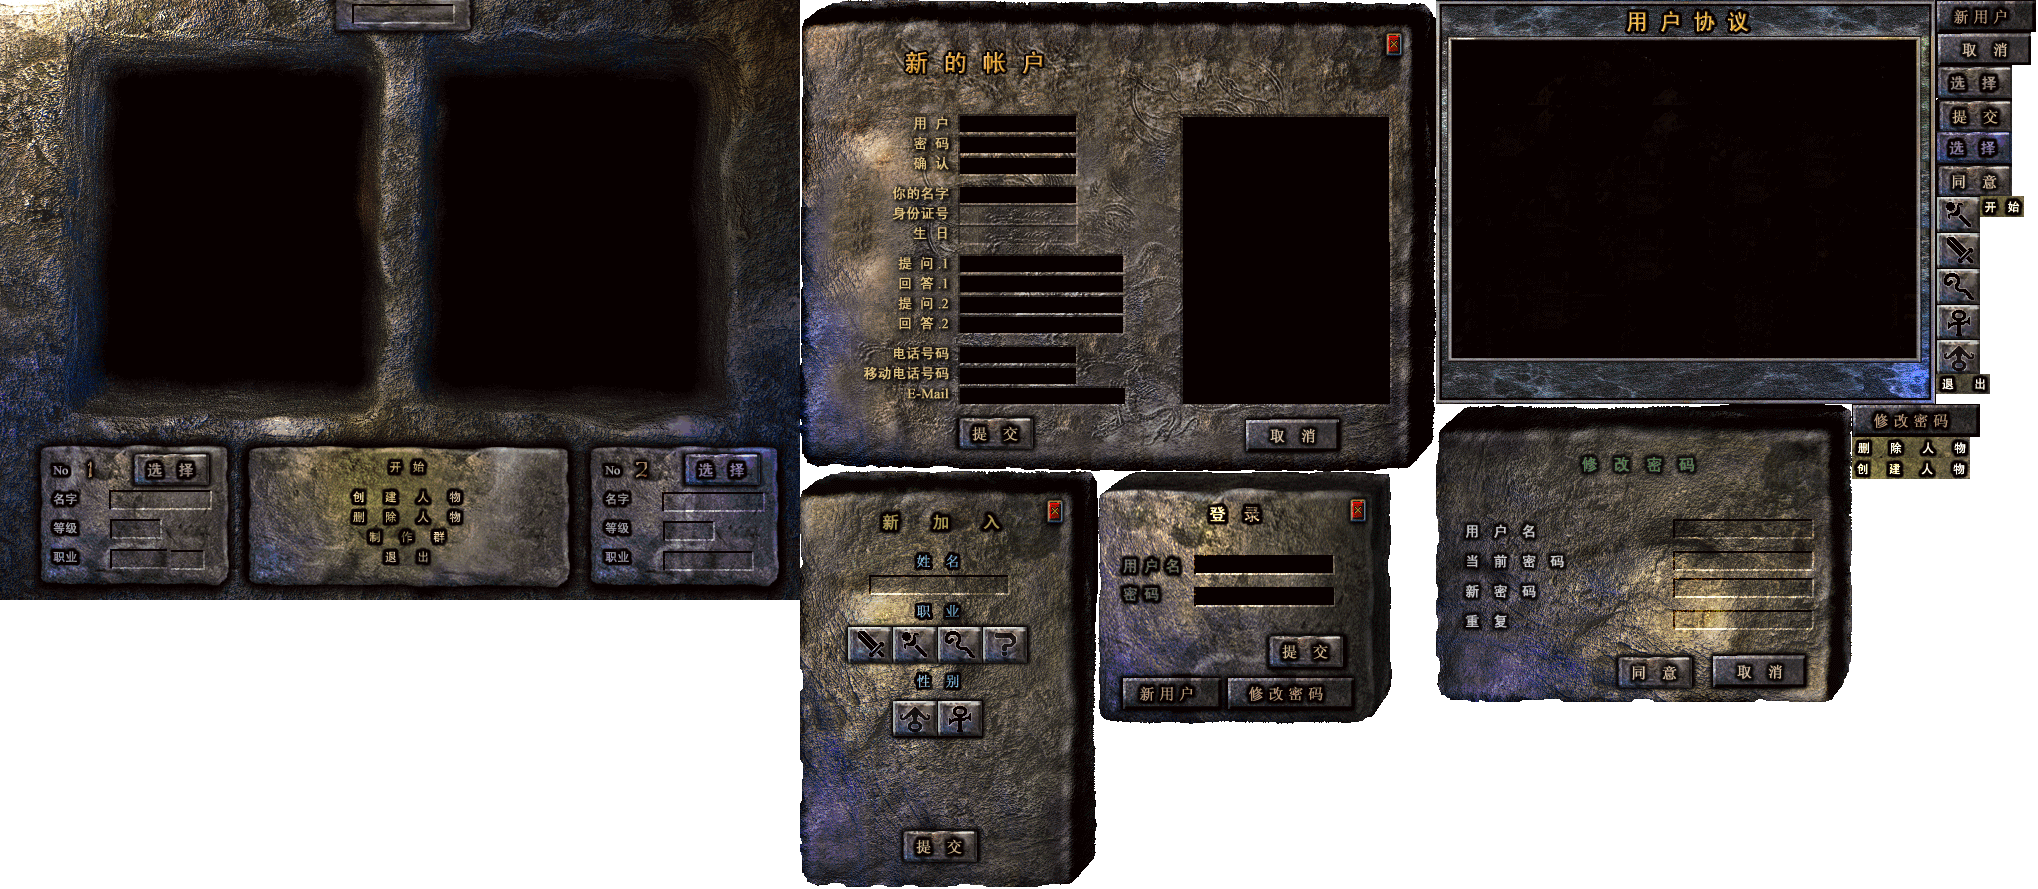 No 1 选择
名字
等级
职业
开始
创建人物
删除人物
制作群
退出
No 2 选择
名字
等级
职业
新的帐户
用户
密码
确认
你的名字
身份证号
生日
提问.1
回答.1
提问.2
回答.2
电话号码
移动电话号码
E-Mail
提交 取消
新加入
姓名
职业
性别
提交
登录
用户名
密码
提交
新用户 修改密码
用户协议
新用户
取消
选择
提交
选择
同意
开始
退出
修改密码
用户名
当前密码
新密码
重复
同意 取消
修改密码
删除人物
创建人物